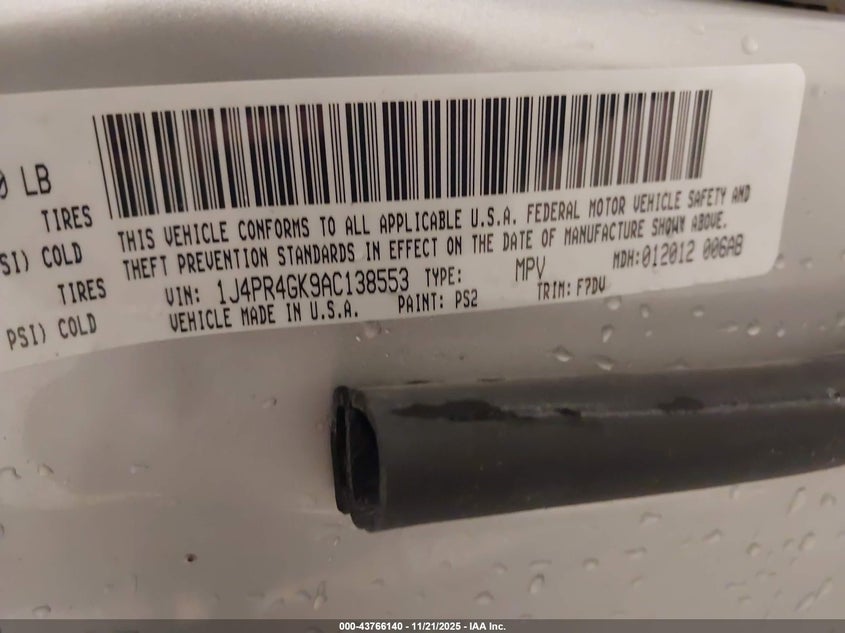 0 LB
TIRES
SI) COLD
TIRES
PSI) COLD
THIS VEHICLE CONFORMS TO ALL APPLICABLE U.S.A. FEDERAL MOTOR VEHICLE SAFETY AND
THEFT PREVENTION STANDARDS IN EFFECT ON THE DATE OF MANUFACTURE SHOWN ABOVE.
MDH:012012 006AB
VIN: 1J4PR4GK9AC138553 TYPE: MPV
VEHICLE MADE IN U.S.A. PAINT: PS2 TRIM: F7DV
000-43766140 - 11/21/2025 - IAA Inc.